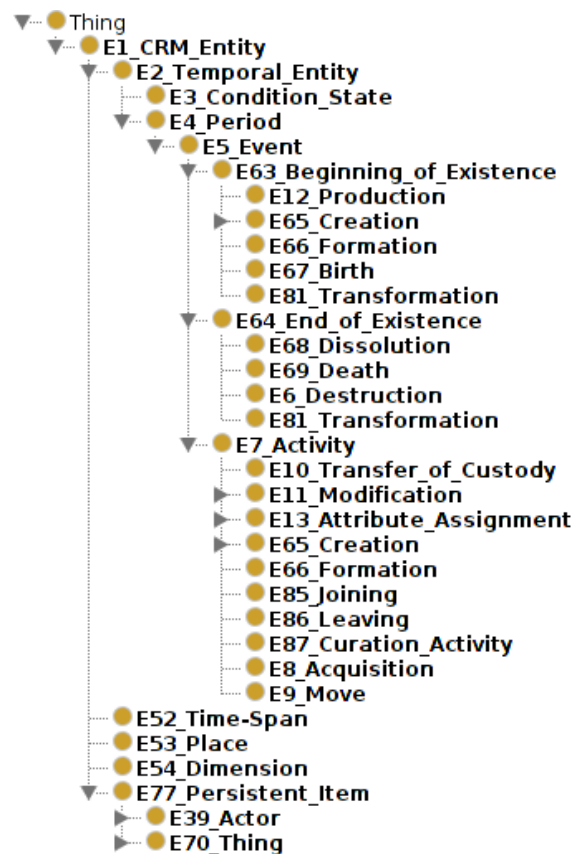 Thing
E1_CRM_Entity
E2_Temporal_Entity
E3_Condition_State
E4_Period
E5_Event
E63_Beginning_of_Existence
E12_Production
E65_Creation
E66_Formation
E67_Birth
E81_Transformation
E64_End_of_Existence
E68_Dissolution
E69_Death
E6_Destruction
E81_Transformation
E7_Activity
E10_Transfer_of_Custody
E11_Modification
E13_Attribute_Assignment
E65_Creation
E66_Formation
E85_Joining
E86_Leaving
E87_Curation_Activity
E8_Acquisition
E9_Move
E52_Time-Span
E53_Place
E54_Dimension
E77_Persistent_Item
E39_Actor
E70_Thing